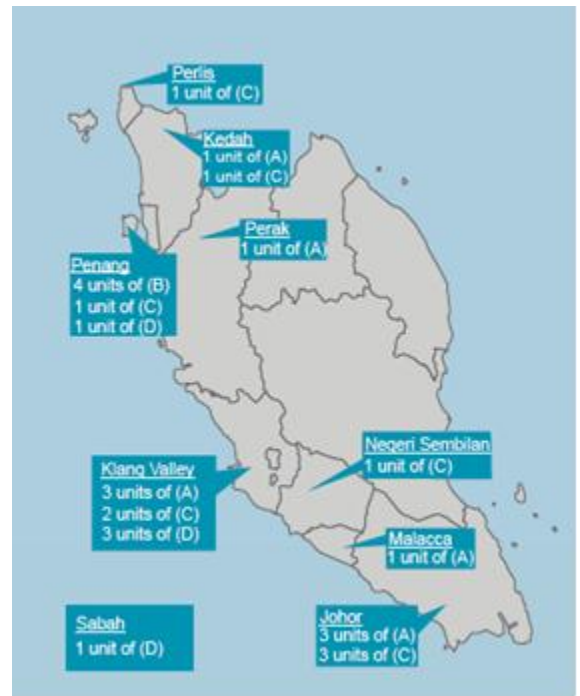 Perlis
1 unit of (C)
Kedah
1 unit of (A)
1 unit of (C)
Perak
1 unit of (A)
Penang
4 units of (B)
1 unit of (C)
1 unit of (D)
Negeri Sembilan
1 unit of (C)
Klang Valley
3 units of (A)
2 units of (C)
3 units of (D)
Malacca
1 unit of (A)
Sabah
1 unit of (D)
Johor
3 units of (A)
3 units of (C)